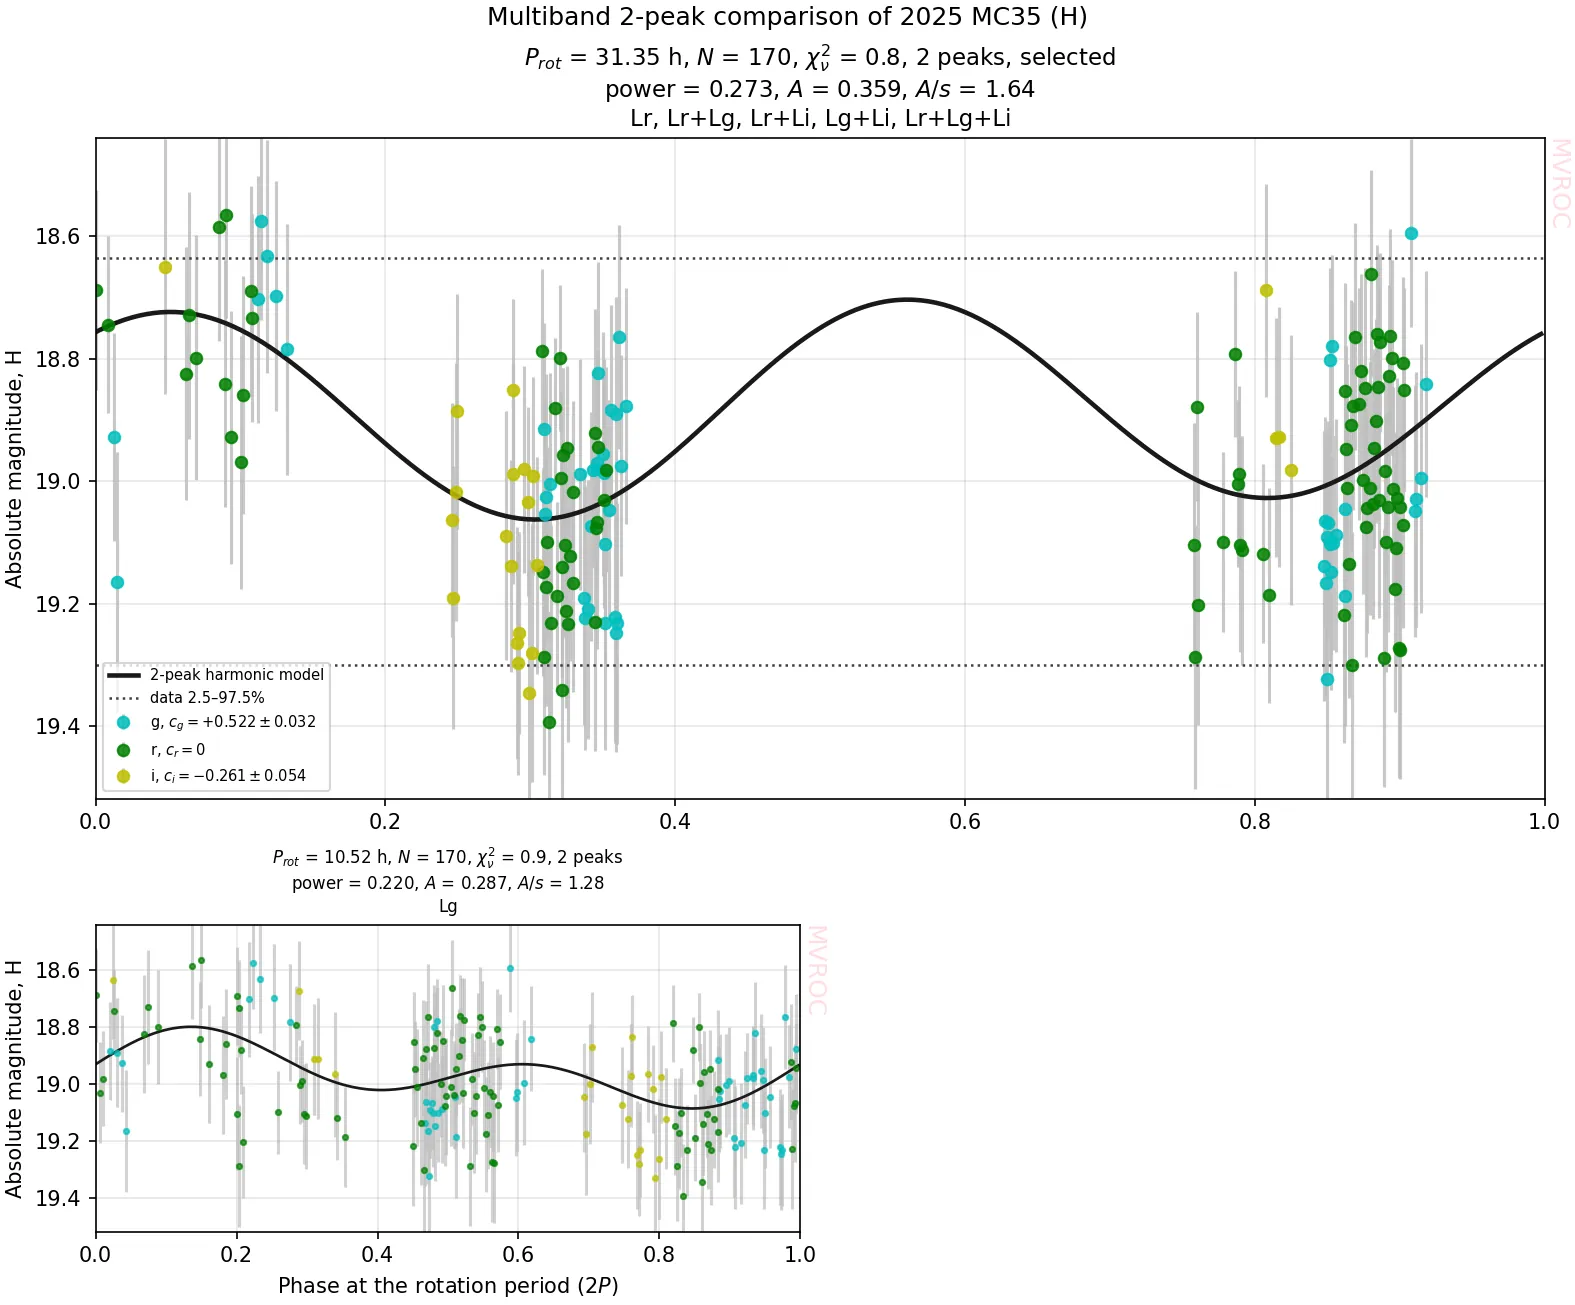 Multiband 2-peak comparison of 2025 MC35 (H)
P_rot = 31.35 h, N = 170, χ²_ν = 0.8, 2 peaks, selected
power = 0.273, A = 0.359, A/s = 1.64
Lr, Lr+Lg, Lr+Li, Lg+Li, Lr+Lg+Li
MVROC
Absolute magnitude, H
18.6
18.8
19.0
19.2
19.4
2-peak harmonic model
data 2.5–97.5%
g, c_g = +0.522 ± 0.032
r, c_r = 0
i, c_i = −0.261 ± 0.054
0.0 0.2 0.4 0.6 0.8 1.0
P_rot = 10.52 h, N = 170, χ²_ν = 0.9, 2 peaks
power = 0.220, A = 0.287, A/s = 1.28
Lg
MVROC
Absolute magnitude, H
18.6
18.8
19.0
19.2
19.4
0.0 0.2 0.4 0.6 0.8 1.0
Phase at the rotation period (2P)